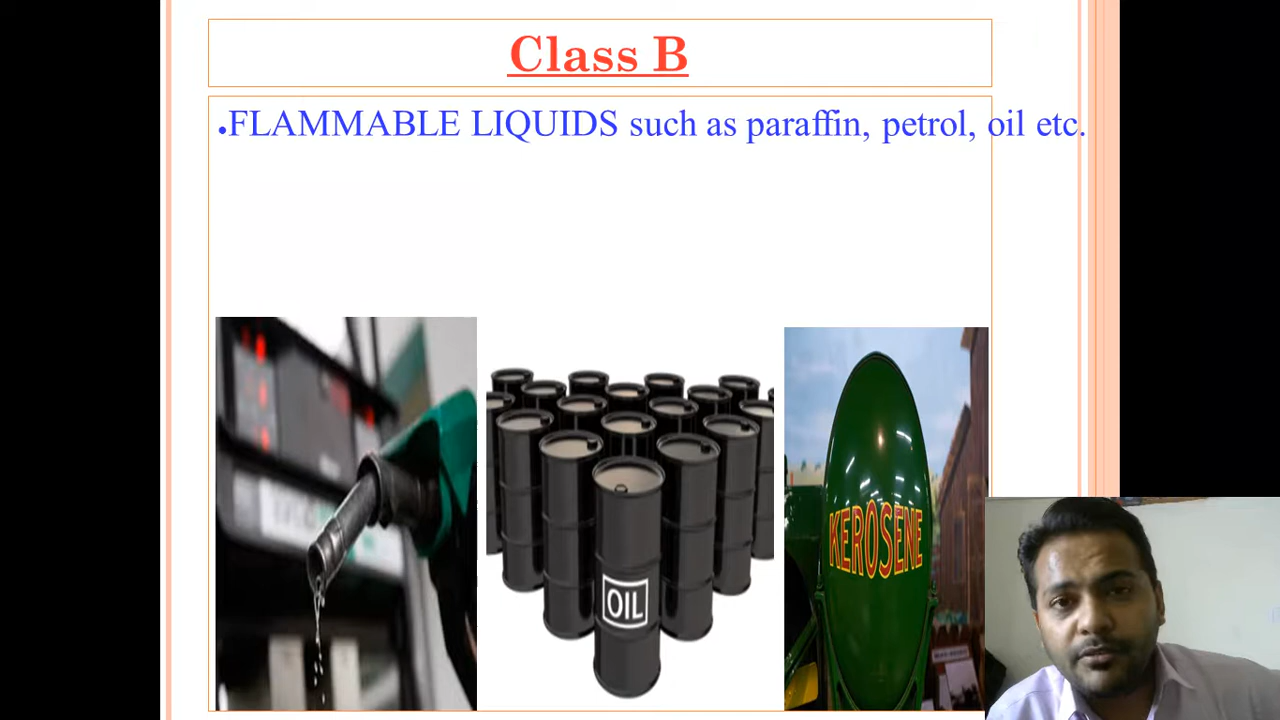 Class B
•FLAMMABLE LIQUIDS such as paraffin, petrol, oil etc.
OIL
KEROSENE